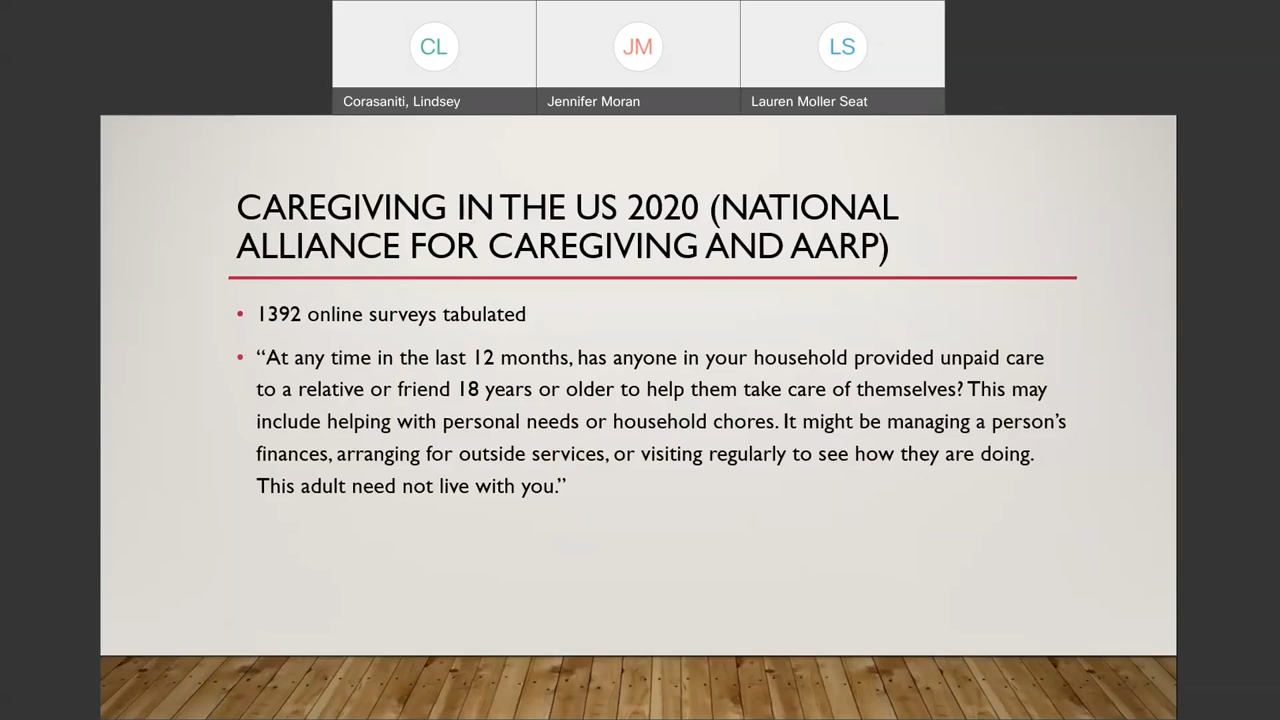 CL
JM
LS
Corasaniti, Lindsey
Jennifer Moran
Lauren Moller Seat
CAREGIVING IN THE US 2020 (NATIONAL
ALLIANCE FOR CAREGIVING AND AARP)
• 1392 online surveys tabulated
• “At any time in the last 12 months, has anyone in your household provided unpaid care
to a relative or friend 18 years or older to help them take care of themselves? This may
include helping with personal needs or household chores. It might be managing a person’s
finances, arranging for outside services, or visiting regularly to see how they are doing.
This adult need not live with you.”